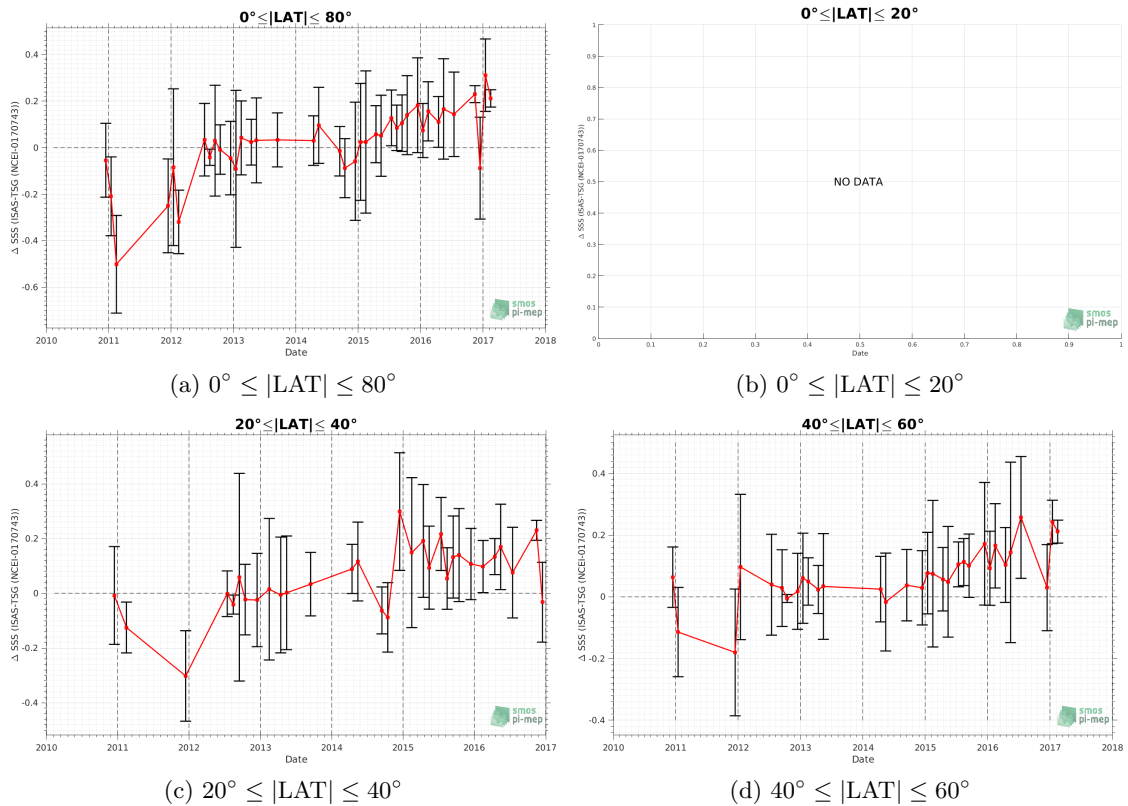 0°≤|LAT|≤ 80°
Δ SSS (ISAS-TSG (NCEI-0170743))
0.4
0.2
0
-0.2
-0.4
-0.6
2010 2011 2012 2013 2014 2015 2016 2017 2018
Date
smos
pi-mep
(a) 0° ≤ |LAT| ≤ 80°
0°≤|LAT|≤ 20°
Δ SSS (ISAS-TSG (NCEI-0170743))
1
0.9
0.8
0.7
0.6
0.5
0.4
0.3
0.2
0.1
0
NO DATA
0 0.1 0.2 0.3 0.4 0.5 0.6 0.7 0.8 0.9 1
Date
smos
pi-mep
(b) 0° ≤ |LAT| ≤ 20°
20°≤|LAT|≤ 40°
Δ SSS (ISAS-TSG (NCEI-0170743))
0.4
0.2
0
-0.2
-0.4
2010 2011 2012 2013 2014 2015 2016 2017
Date
smos
pi-mep
(c) 20° ≤ |LAT| ≤ 40°
40°≤|LAT|≤ 60°
Δ SSS (ISAS-TSG (NCEI-0170743))
0.4
0.2
0
-0.2
-0.4
2010 2011 2012 2013 2014 2015 2016 2017 2018
Date
smos
pi-mep
(d) 40° ≤ |LAT| ≤ 60°